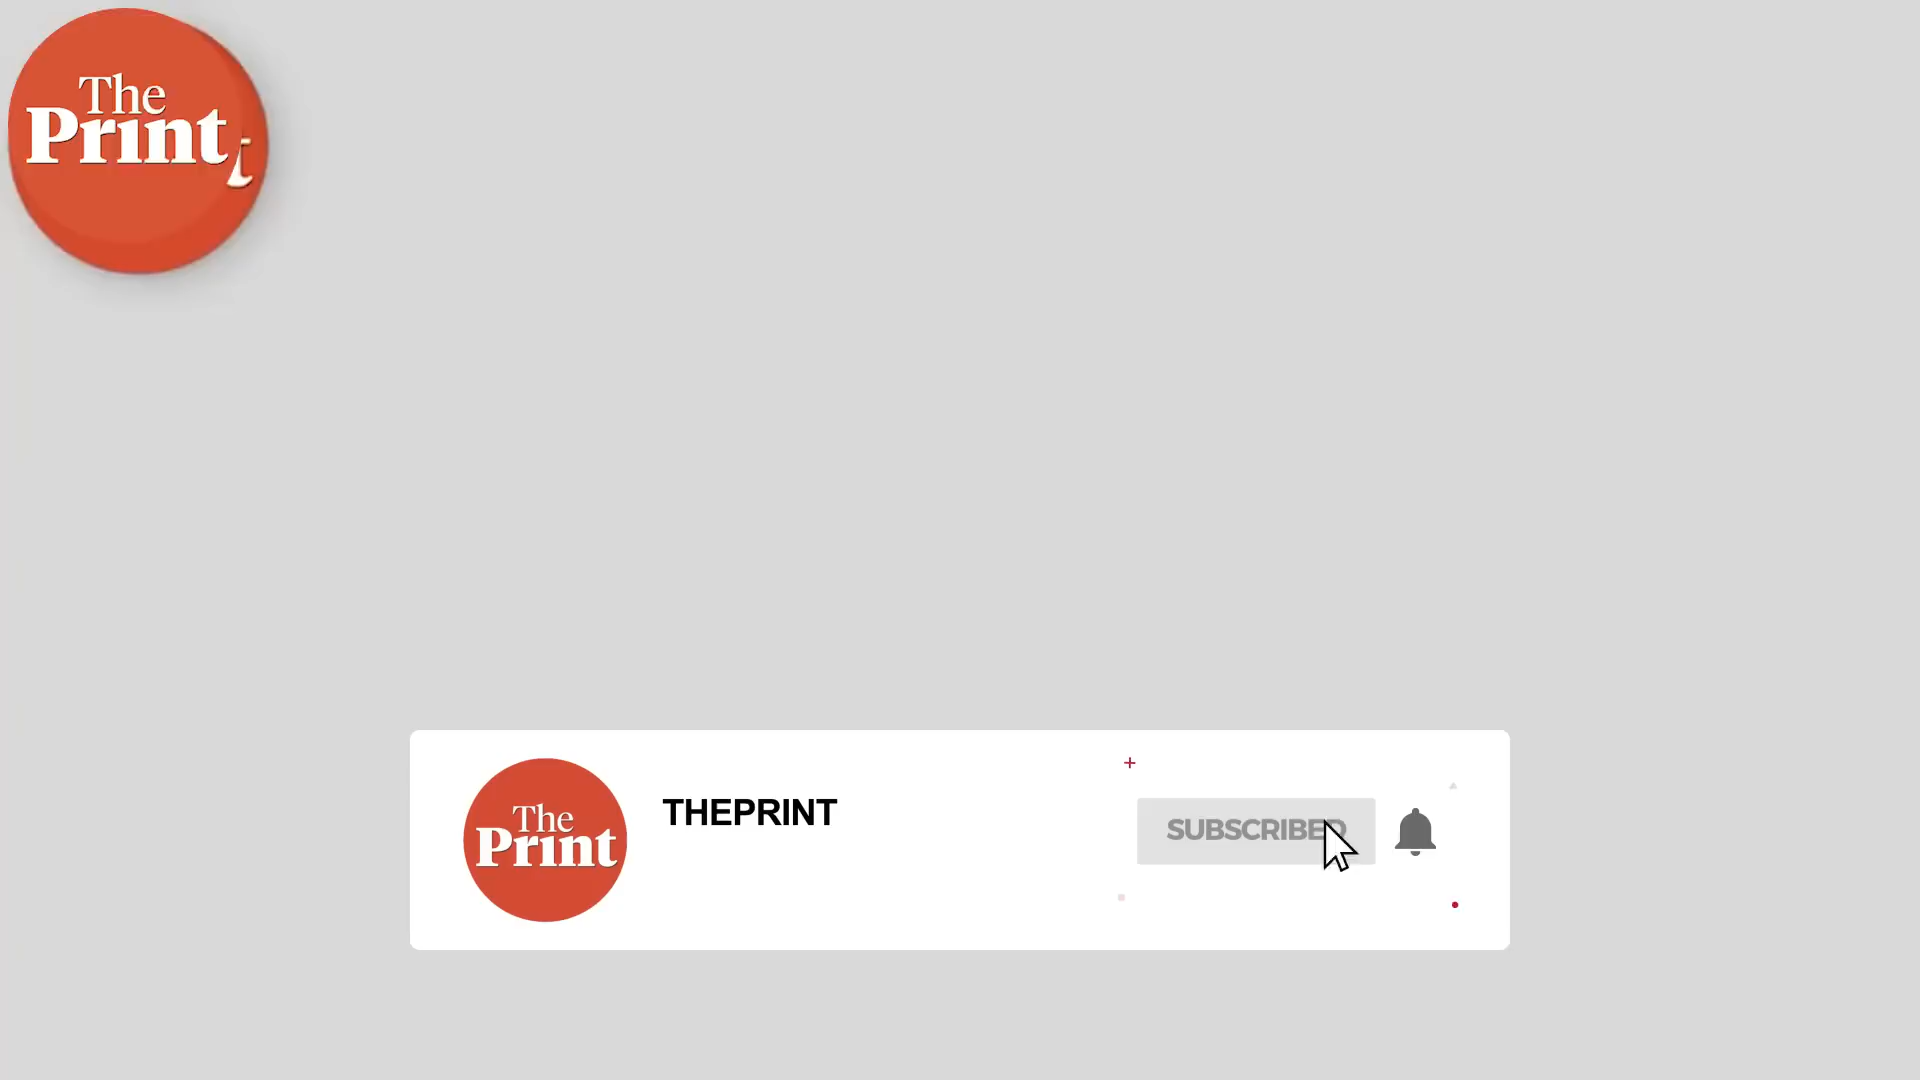 The
Print
The
Print
THEPRINT
SUBSCRIBED